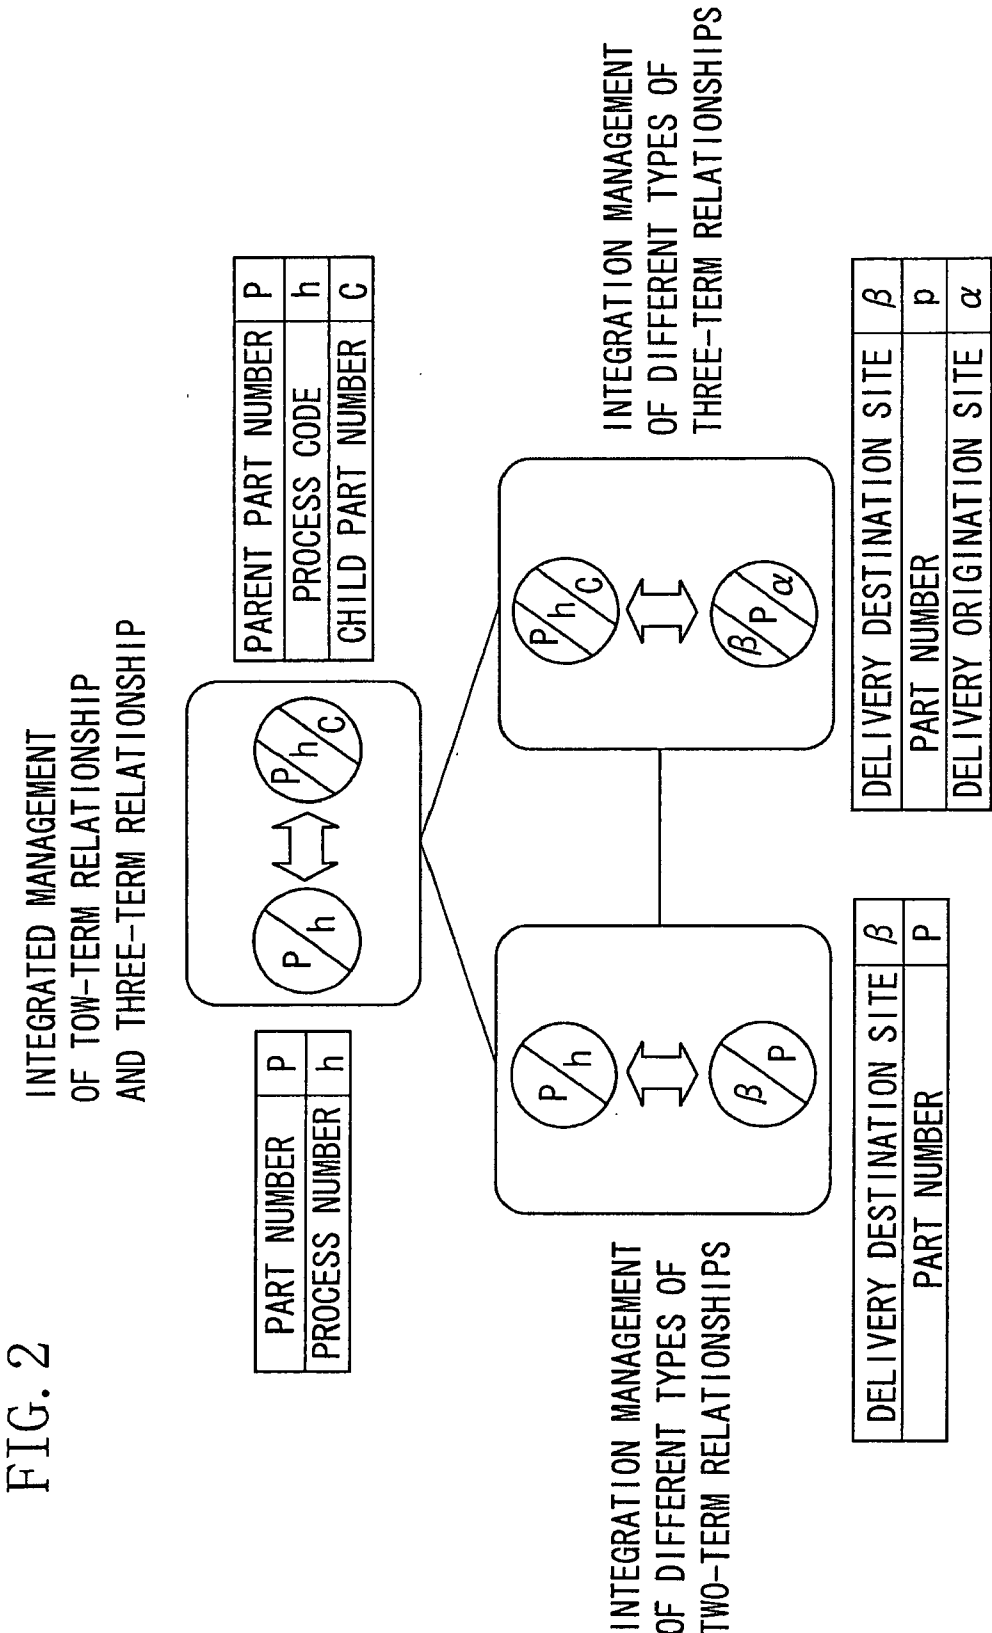 FIG. 2
INTEGRATED MANAGEMENT
OF TOW-TERM RELATIONSHIP
AND THREE-TERM RELATIONSHIP
PART NUMBER P
PROCESS NUMBER h
P h
P h C
PARENT PART NUMBER P
PROCESS CODE h
CHILD PART NUMBER C
INTEGRATION MANAGEMENT
OF DIFFERENT TYPES OF
TWO-TERM RELATIONSHIPS
P h
β P
DELIVERY DESTINATION SITE β
PART NUMBER P
P h C
β P α
INTEGRATION MANAGEMENT
OF DIFFERENT TYPES OF
THREE-TERM RELATIONSHIPS
DELIVERY DESTINATION SITE β
PART NUMBER p
DELIVERY ORIGINATION SITE α